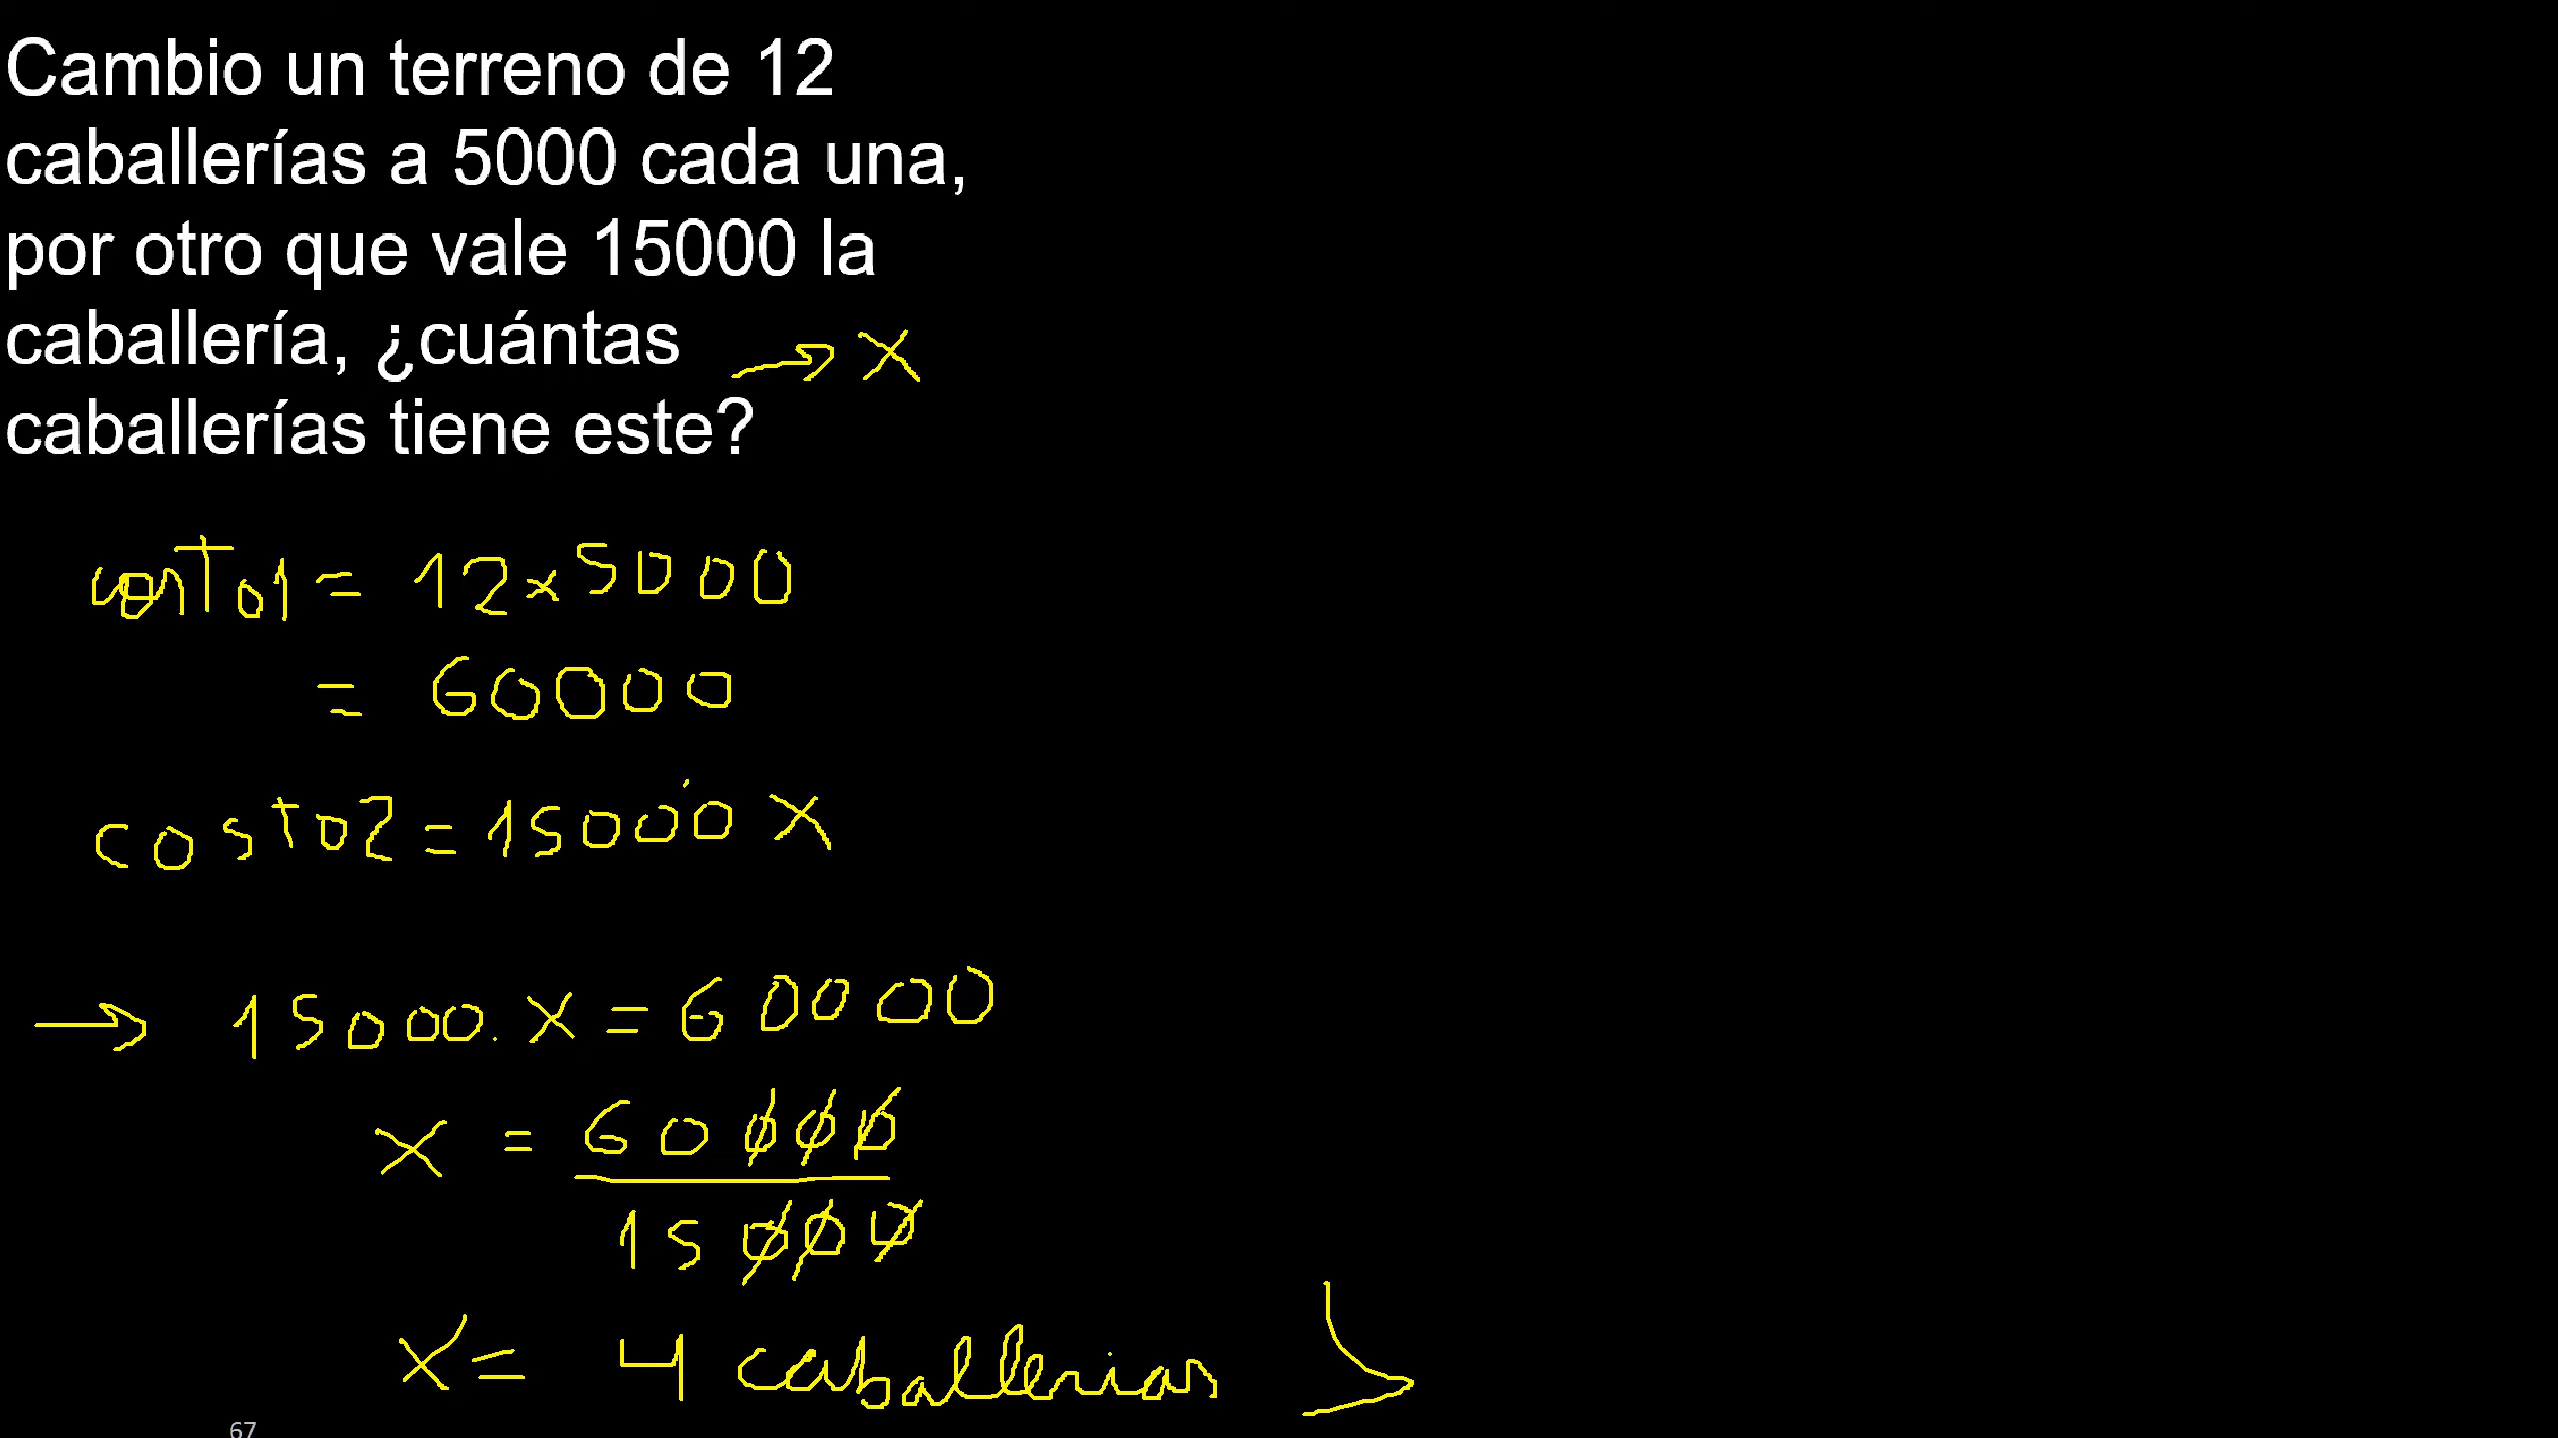 Cambio un terreno de 12
caballerías a 5000 cada una,
por otro que vale 15000 la
caballería, ¿cuántas
→ x
caballerías tiene este?
= 12 x 5000
= 60000
costo2 = 15000 x
→ 15000 . x = 60000
x = 60000
15000
x = 4 caballerias
67